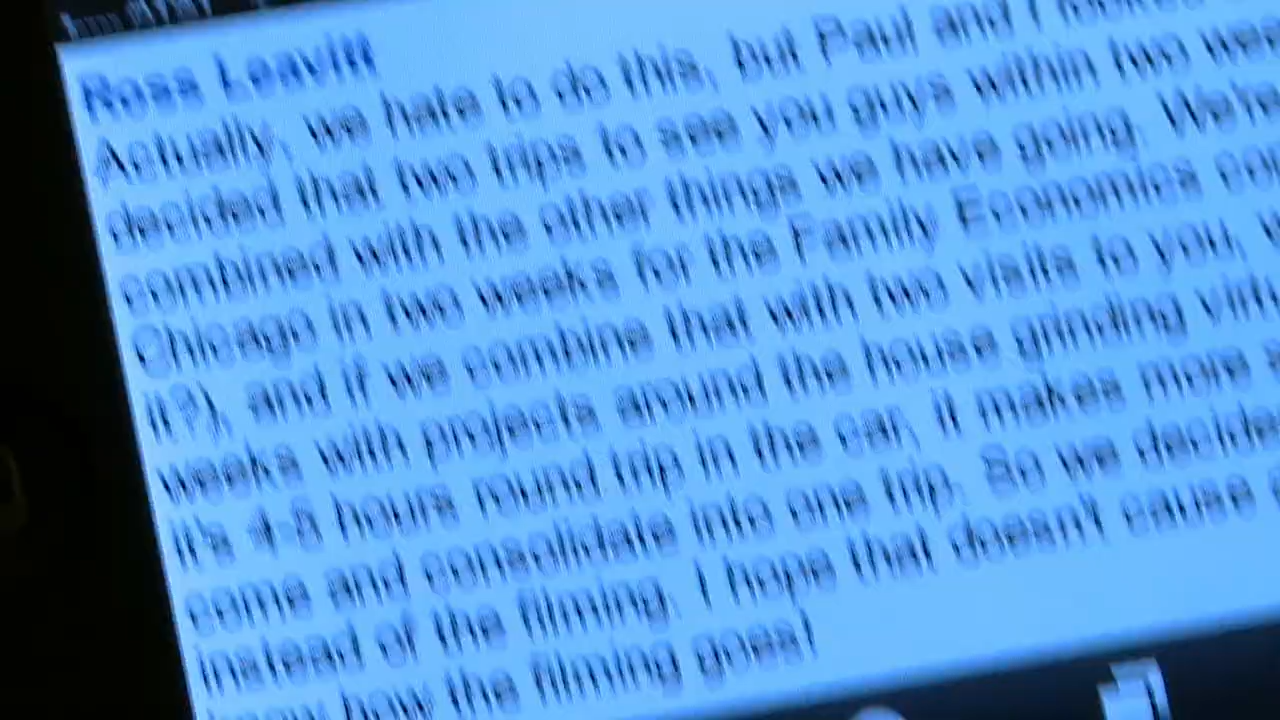 Ross Leavitt
Actually, we hate to do this, but Paul and I
decided that two trips to see you guys within two
combined with the other things we have going. We're
Chicago in two weeks for the Family Economics
it?), and if we combine that with two visits to you,
weeks with projects around the house grinding
it's 4-8 hours round trip in the car, it makes more
come and consolidate into one trip. So we
instead of the filming. I hope that doesn't cause
how the filming goes!